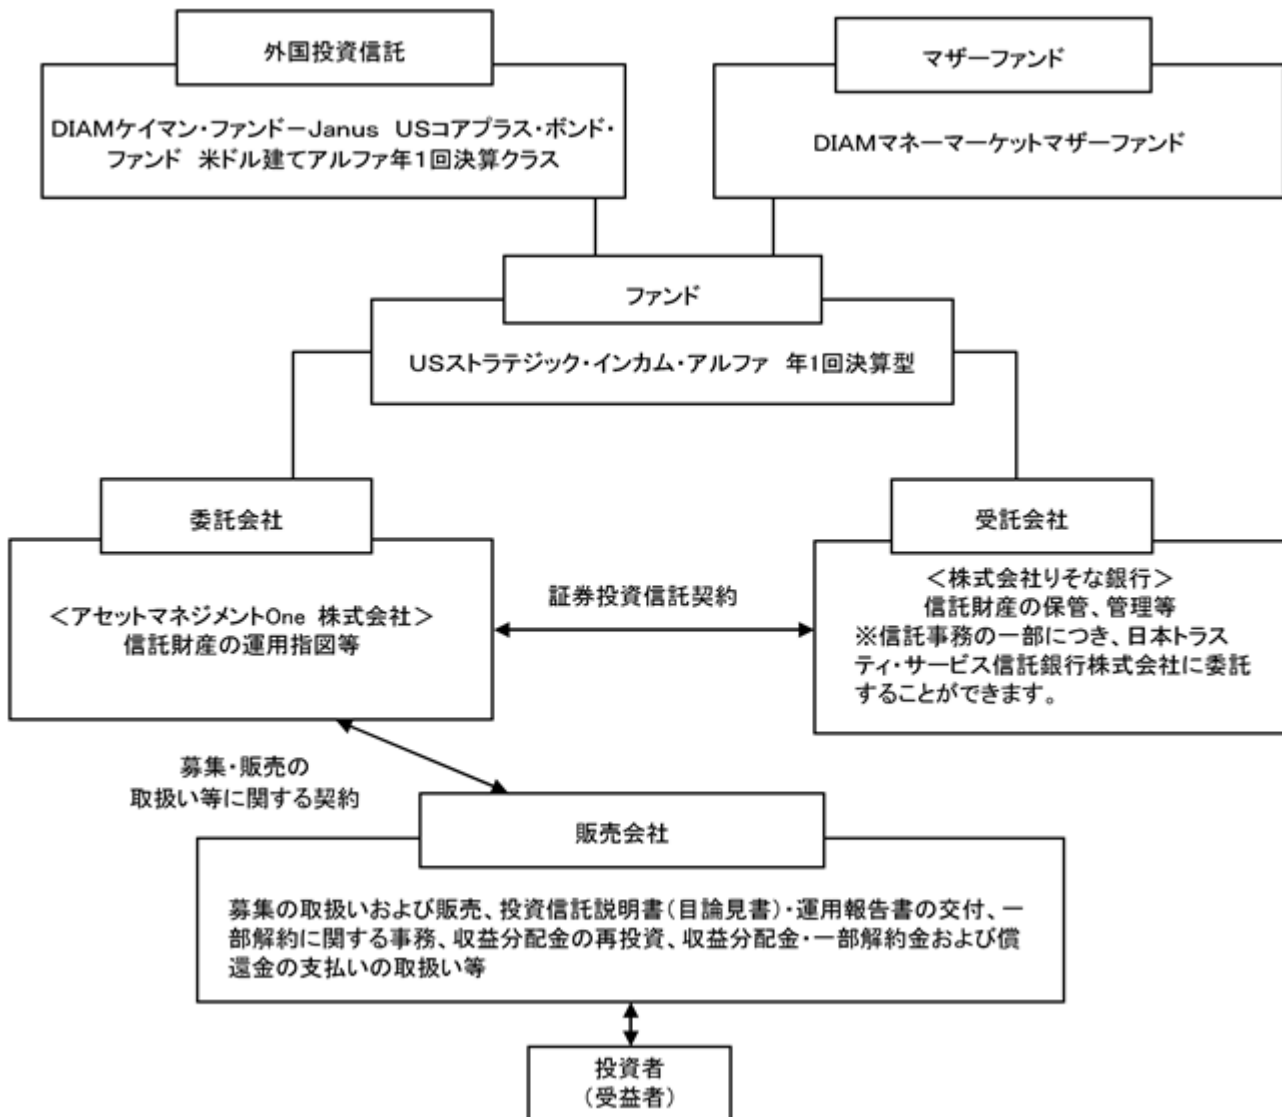 外国投資信託
DIAMケイマン・ファンドーJanus USコアプラス・ボンド・
ファンド 米ドル建てアルファ年1回決算クラス
マザーファンド
DIAMマネーマーケットマザーファンド
ファンド
USストラテジック・インカム・アルファ 年1回決算型
委託会社
＜アセットマネジメントOne 株式会社＞
信託財産の運用指図等
証券投資信託契約
受託会社
＜株式会社りそな銀行＞
信託財産の保管、管理等
※信託事務の一部につき、日本トラス
ティ・サービス信託銀行株式会社に委託
することができます。
募集・販売の
取扱い等に関する契約
販売会社
募集の取扱いおよび販売、投資信託説明書（目論見書）・運用報告書の交付、一
部解約に関する事務、収益分配金の再投資、収益分配金・一部解約金および償
還金の支払いの取扱い等
投資者
（受益者）